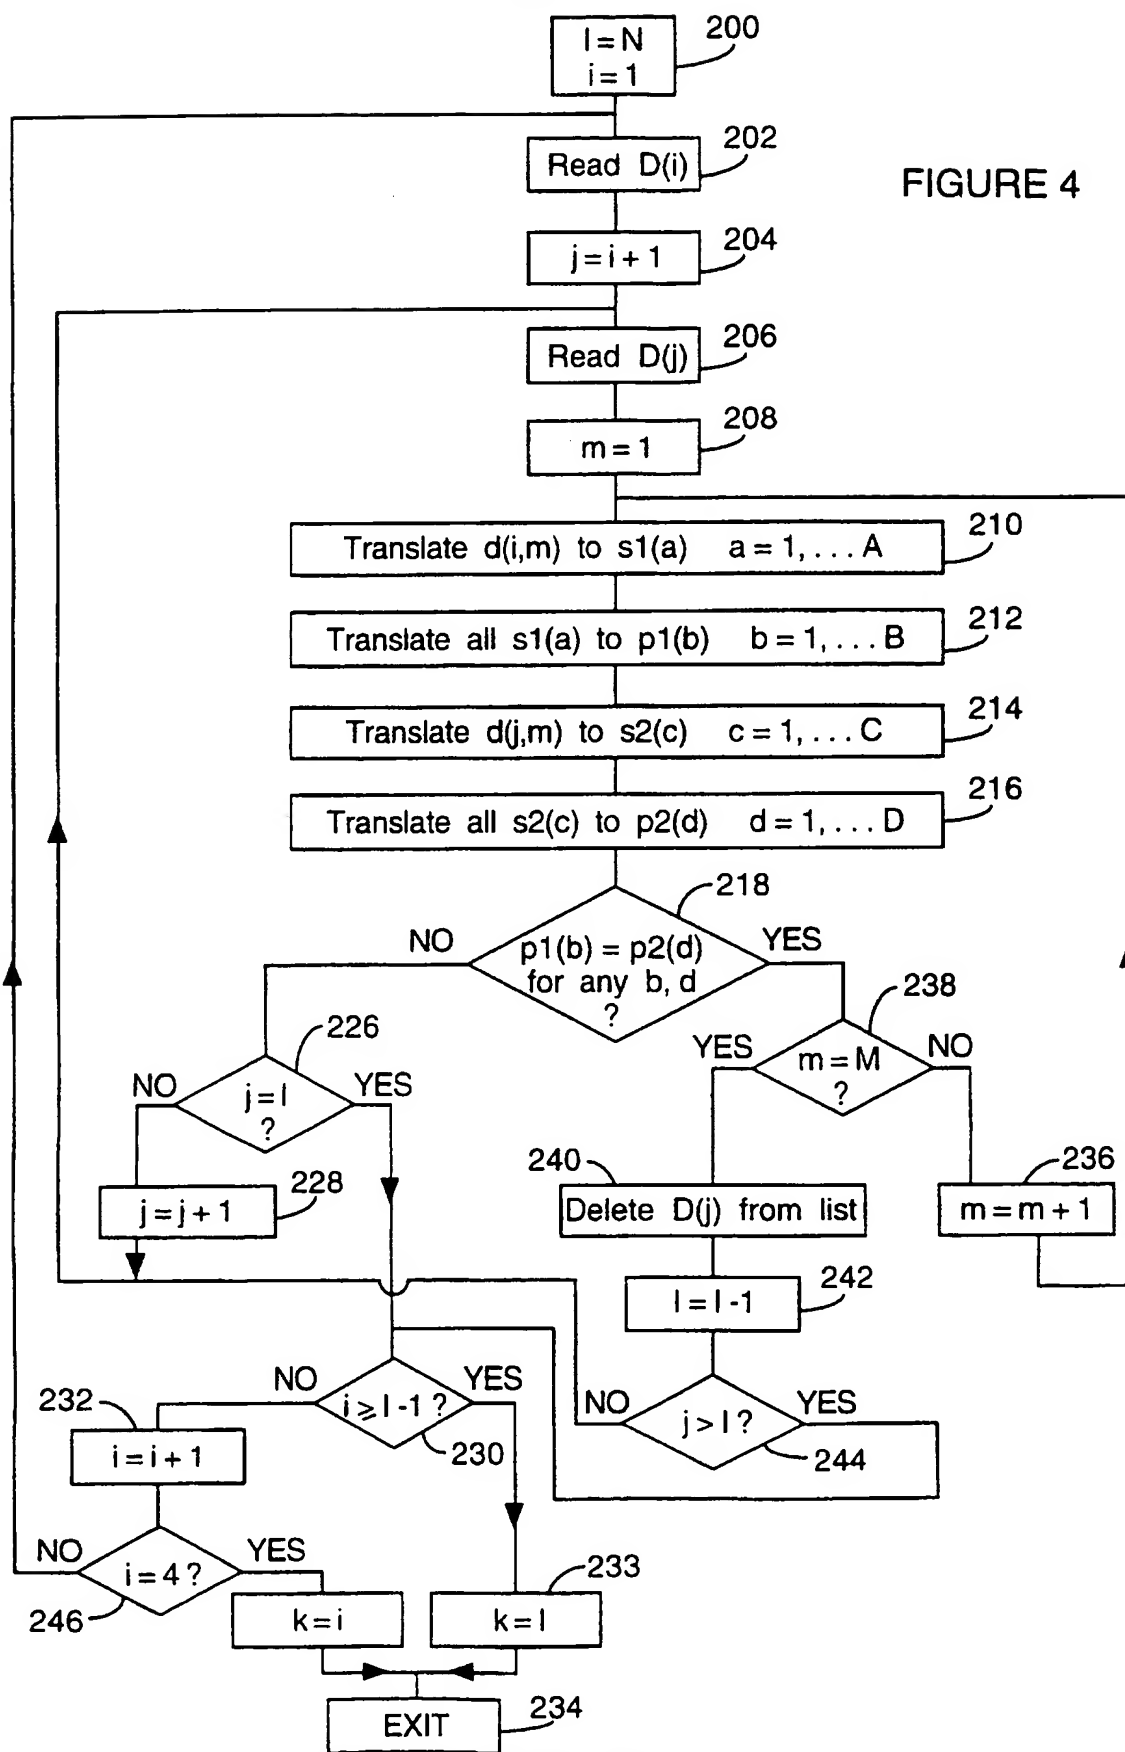 l = N
i = 1
200
Read D(i)
202
FIGURE 4
j = i + 1
204
Read D(j)
206
m = 1
208
Translate d(i,m) to s1(a) a = 1, . . . A
210
Translate all s1(a) to p1(b) b = 1, . . . B
212
Translate d(j,m) to s2(c) c = 1, . . . C
214
Translate all s2(c) to p2(d) d = 1, . . . D
216
218
NO
p1(b) = p2(d)
for any b, d
?
YES
238
226
YES
m = M
?
NO
NO
j = l
?
YES
240
236
228
j = j + 1
Delete D(j) from list
m = m + 1
242
l = l - 1
NO
i ≥ l - 1 ?
YES
230
NO
j > l ?
YES
244
232
i = i + 1
NO
i = 4 ?
YES
246
233
k = i
k = l
EXIT
234